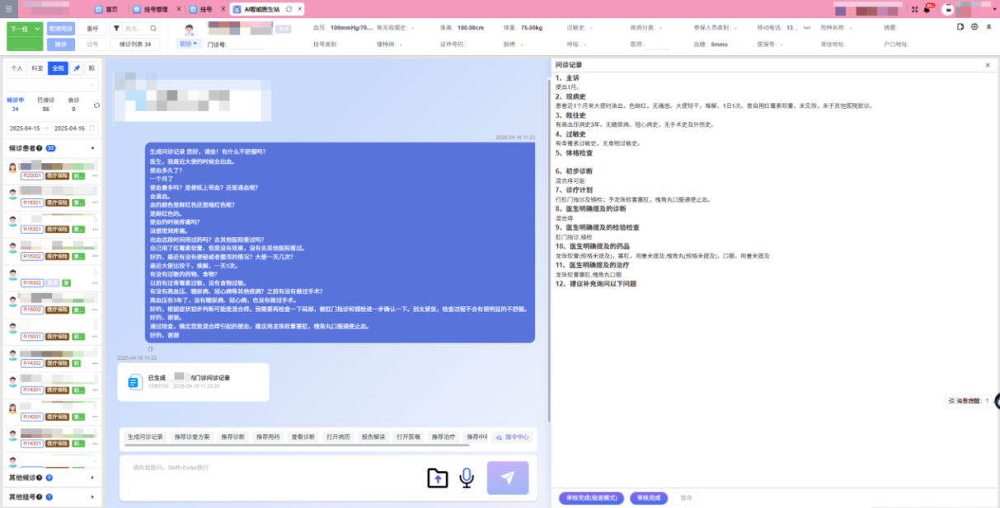 首页
挂号管理 ×
挂号 ×
AI智能医生站 ×
99+
下一位
取消完诊
重呼
姓名、
接诊
过号
候诊列表 34
初诊
门诊号:
血压: 100mmHg/70...
有无吸烟史: -
身高: 180.00cm
体重: 75.00kg
过敏史: -
疾病分类: -
参保人员类别: -
移动电话: 13...
险种名称: -
摘要:
挂号类别:
慢特病: -
证件号码:
脉搏: -
呼吸: -
医师:
血糖: 6mmo
医保号: -
常住地址:
户口地址:
个人
科室
全院
候诊中
已接诊
会诊
34
86
0
2025-04-15 → 2025-04-16
候诊患者 33
R20001 医疗保险 初...
R15301 医疗保险 复...
R15301 医疗保险 复...
R15302 医疗保险 复...
R15302 普通 复
R15002 医疗保险 复...
R15001 医疗保险 初...
R14302 医疗保险 初
R14301 医疗保险 初...
R14301 医疗保险 复...
R14301 医疗保险 初...
其他候诊 0
其他挂号 1
2025-04-16 11:23
生成问诊记录 您好，请坐！有什么不舒服吗？
医生，我最近大便的时候会出血。
便血多久了？
一个月了
便血量多吗？是便纸上带血？还是滴血呢？
会滴血。
血的颜色是鲜红色还是暗红色呢？
是鲜红色的。
便血的时候疼痛吗？
没感觉到疼痛。
出血这段时间用过药吗？去其他医院看过吗？
自己用了红霉素软膏，但是没有效果，没有去其他医院看过。
好的，最近有没有便秘或者腹泻的情况？大便一天几次？
最近大便比较干，难解，一天1次。
有没有过敏的药物、食物？
以前有过青霉素过敏，没有食物过敏。
有没有高血压、糖尿病、冠心病等其他疾病？之前有没有做过手术？
高血压有3年了，没有糖尿病、冠心病，也没有做过手术。
好的，根据症状初步判断可能是混合痔。我需要再检查一下局部，做肛门指诊和镜检进一步确认一下。别太紧张，检查过程不会有很明显的不舒服。
好的，谢谢。
通过检查，确定您是混合痔引起的便血，建议用龙珠软膏塞肛，槐角丸口服通便止血。
好的，谢谢
2025-04-16 11:23
已生成
的门诊问诊记录
创建时间: 2025-04-16 11:23:20
生成问诊记录
推荐诊查方案
推荐诊断
推荐用药
查看诊断
打开病历
报告解读
打开医嘱
推荐治疗
推荐中
指令中心
请向我提问，Shift+Enter换行
问诊记录 ×
1、主诉
便血1月。
2、现病史
患者近1个月来大便时滴血，色鲜红，无痛感。大便较干，难解，1日1次。曾自用红霉素软膏，未见效，未于其他医院就诊。
3、既往史
有高血压病史3年，无糖尿病、冠心病史，无手术史及外伤史。
4、过敏史
有青霉素过敏史，无食物过敏史。
5、体格检查
6、初步诊断
混合痔可能
7、诊疗计划
行肛门指诊及镜检；予龙珠软膏塞肛，槐角丸口服通便止血。
8、医生明确提及的诊断
混合痔
9、医生明确提及的检验检查
肛门指诊,镜检
10、医生明确提及的药品
龙珠软膏(规格未提及)，塞肛，用量未提及,槐角丸(规格未提及)，口服，用量未提及
11、医生明确提及的治疗
龙珠软膏塞肛,槐角丸口服
12、建议补充询问以下问题
消息提醒: 1
审核完成(极速模式)
审核完成
暂存